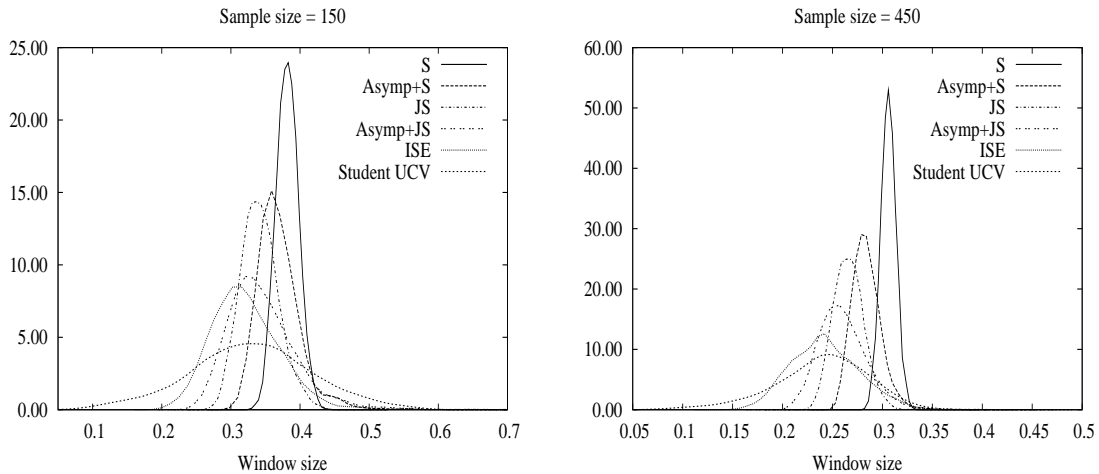 Sample size = 150
25.00
20.00
15.00
10.00
5.00
0.00
0.1
0.2
0.3
0.4
0.5
0.6
0.7
Window size
S
Asymp+S
JS
Asymp+JS
ISE
Student UCV
Sample size = 450
60.00
50.00
40.00
30.00
20.00
10.00
0.00
0.05
0.1
0.15
0.2
0.25
0.3
0.35
0.4
0.45
0.5
Window size
S
Asymp+S
JS
Asymp+JS
ISE
Student UCV